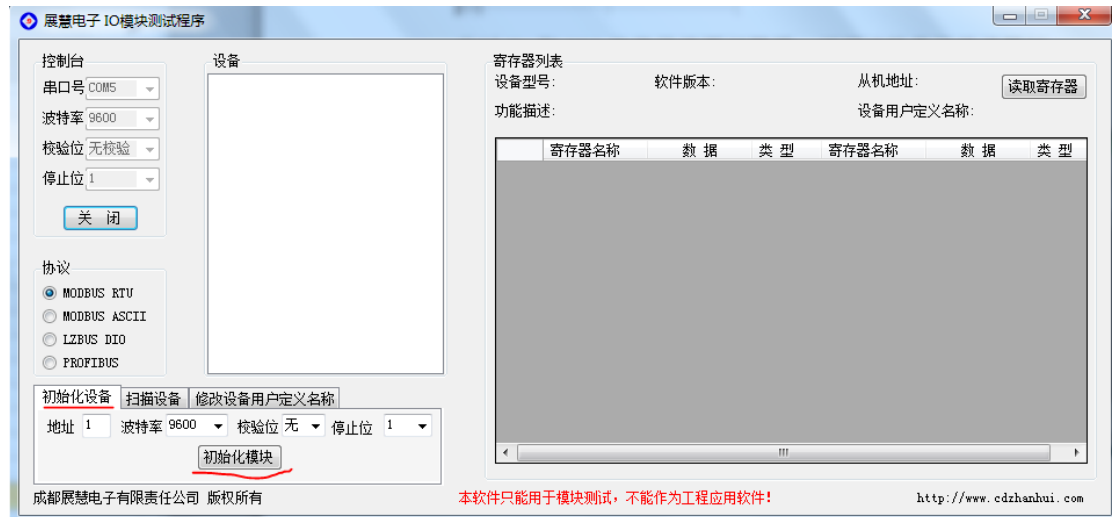 展慧电子 IO模块测试程序
控制台
串口号 COM5
波特率 9600
校验位 无校验
停止位 1
关 闭
协议
MODBUS RTU
MODBUS ASCII
LZBUS DIO
PROFIBUS
设备
初始化设备 扫描设备 修改设备用户定义名称
地址 1 波特率 9600 校验位 无 停止位 1
初始化模块
寄存器列表
设备型号: 软件版本: 从机地址: 读取寄存器
功能描述: 设备用户定义名称:
寄存器名称 数 据 类 型 寄存器名称 数 据 类 型
成都展慧电子有限责任公司 版权所有 本软件只能用于模块测试，不能作为工程应用软件! http://www.cdzhanhui.com